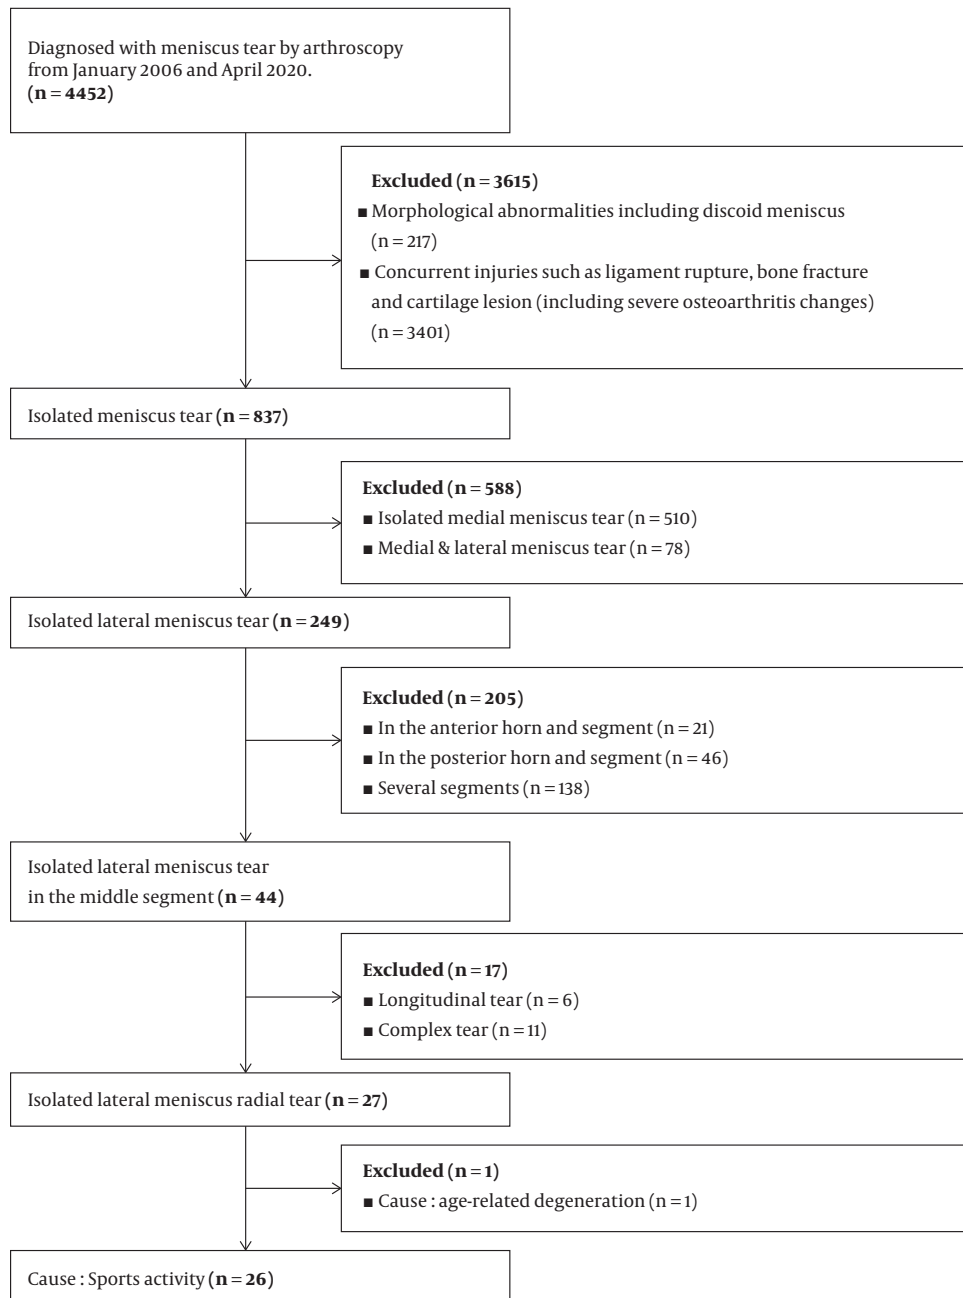 Diagnosed with meniscus tear by arthroscopy
from January 2006 and April 2020.
(n = 4452)
Excluded (n = 3615)
■ Morphological abnormalities including discoid meniscus
(n = 217)
■ Concurrent injuries such as ligament rupture, bone fracture
and cartilage lesion (including severe osteoarthritis changes)
(n = 3401)
Isolated meniscus tear (n = 837)
Excluded (n = 588)
■ Isolated medial meniscus tear (n = 510)
■ Medial & lateral meniscus tear (n = 78)
Isolated lateral meniscus tear (n = 249)
Excluded (n = 205)
■ In the anterior horn and segment (n = 21)
■ In the posterior horn and segment (n = 46)
■ Several segments (n = 138)
Isolated lateral meniscus tear
in the middle segment (n = 44)
Excluded (n = 17)
■ Longitudinal tear (n = 6)
■ Complex tear (n = 11)
Isolated lateral meniscus radial tear (n = 27)
Excluded (n = 1)
■ Cause : age-related degeneration (n = 1)
Cause : Sports activity (n = 26)